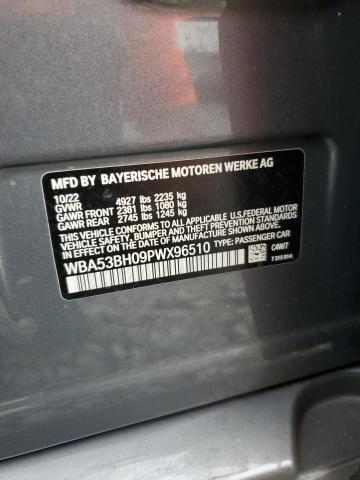 MFD BY BAYERISCHE MOTOREN WERKE AG
10/22
GVWR 4927 lbs 2235 kg
GAWR FRONT 2381 lbs 1080 kg
GAWR REAR 2745 lbs 1245 kg
THIS VEHICLE CONFORMS TO ALL APPLICABLE
U.S. FEDERAL MOTOR VEHICLE SAFETY, BUMPER,
AND THEFT PREVENTION STANDARDS IN EFFECT
ON THE DATE OF MANUFACTURE SHOWN ABOVE.
WBA53BH09PWX96510 TYPE: PASSENGER CAR
C4W7
7315814